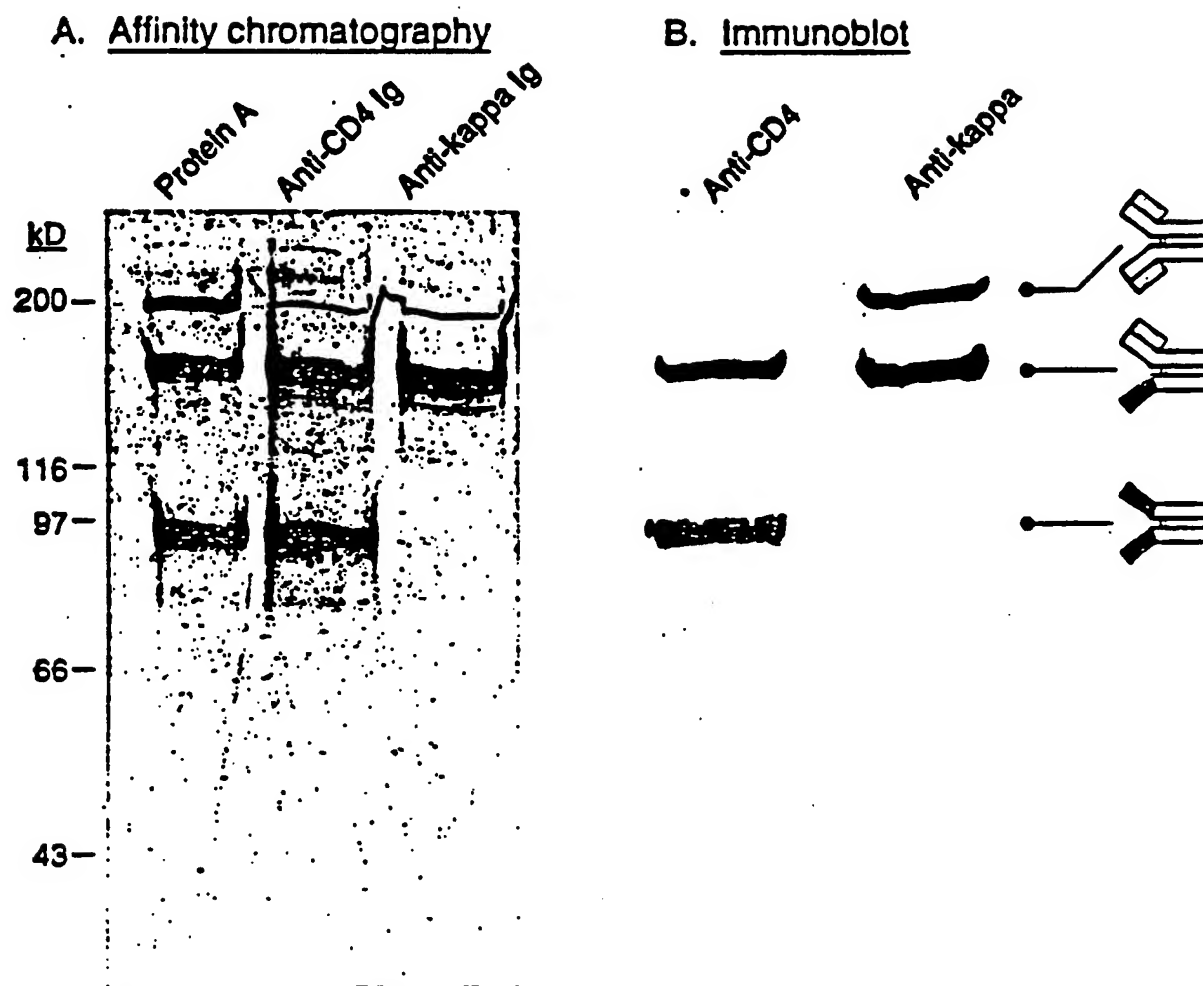 A. Affinity chromatography
B. Immunoblot
Protein A
Anti-CD4 Ig
Anti-kappa Ig
Anti-CD4
Anti-kappa
kD
200
116
97
66
43